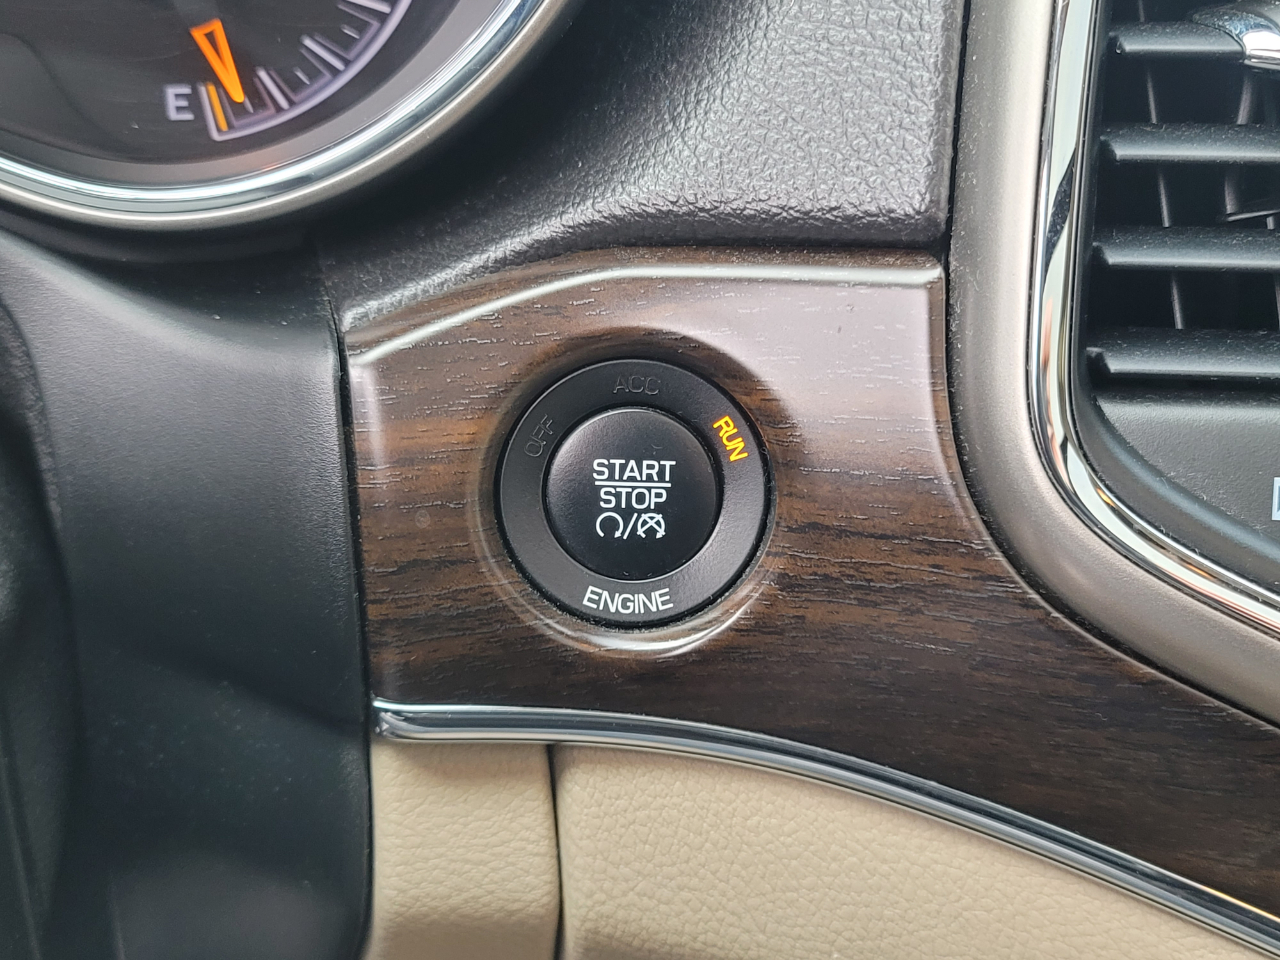 E
ACC
OFF
RUN
START
STOP
ENGINE